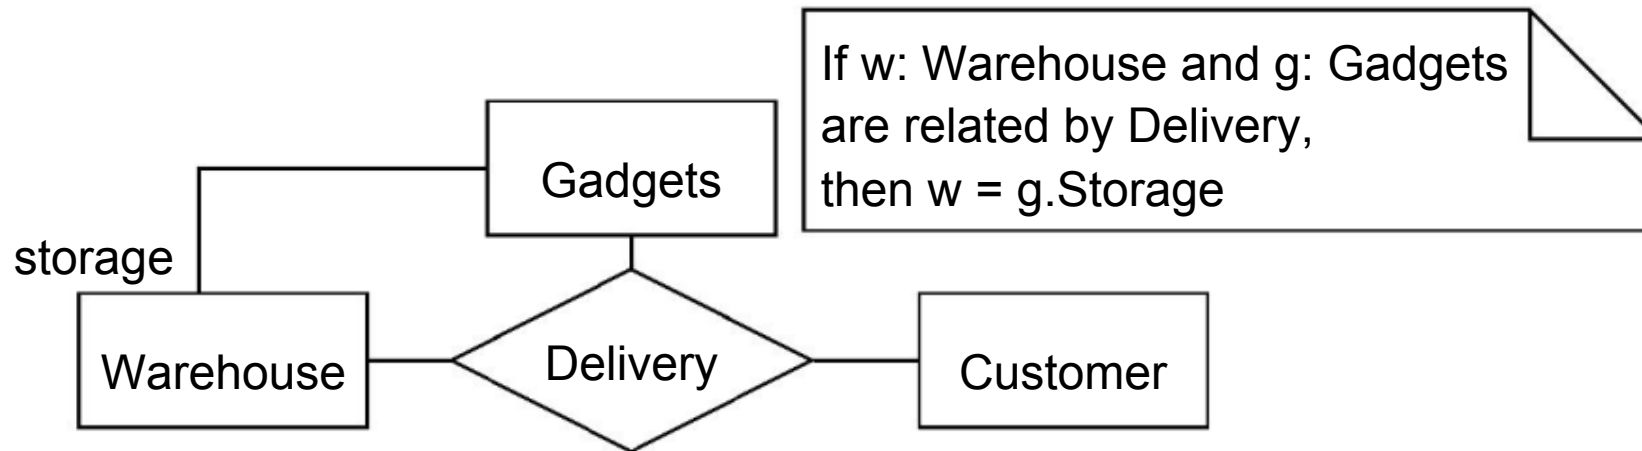 If w: Warehouse and g: Gadgets
are related by Delivery,
then w = g.Storage
Gadgets
storage
Warehouse
Delivery
Customer